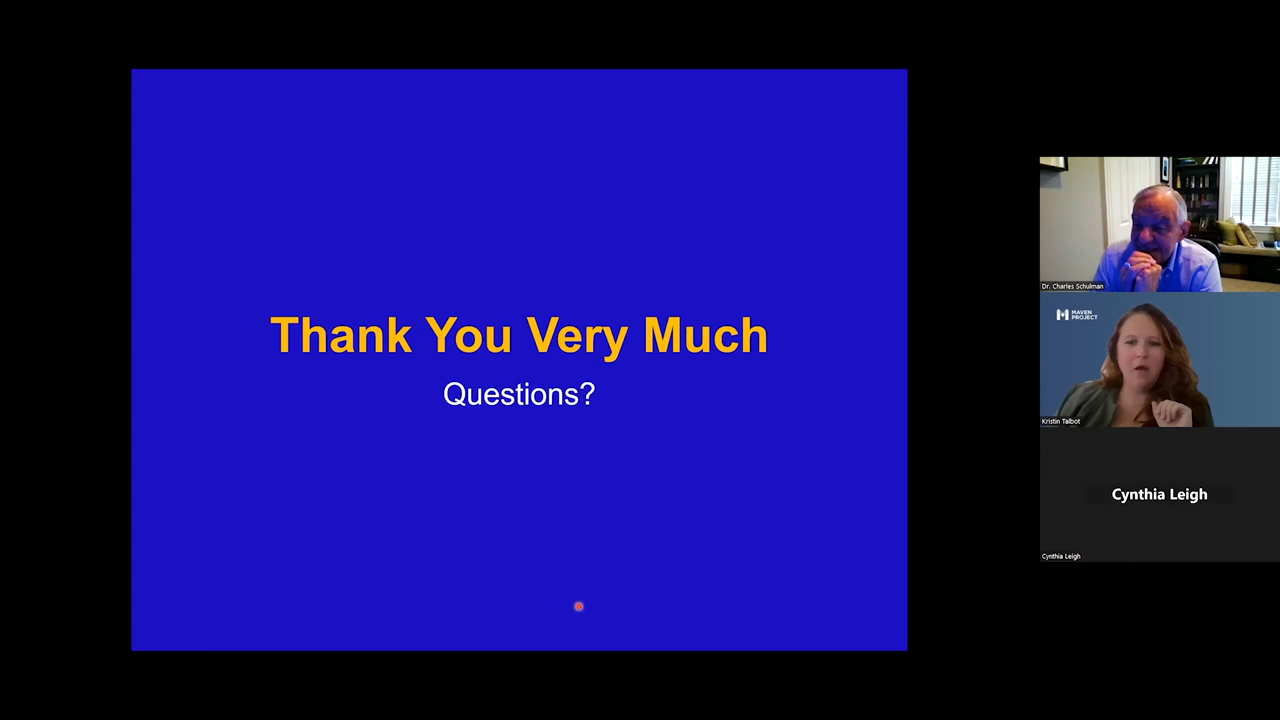 Thank You Very Much
Questions?
Dr. Charles Schulman
MAVEN
PROJECT
Kristin Talbot
Cynthia Leigh
Cynthia Leigh